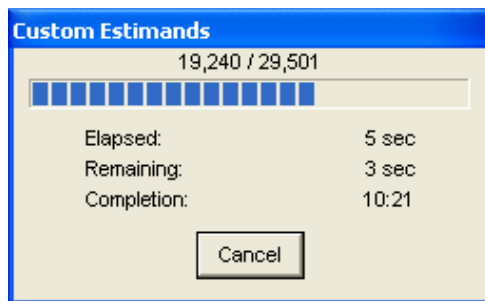 Custom Estimands
19,240 / 29,501
Elapsed: 5 sec
Remaining: 3 sec
Completion: 10:21
Cancel